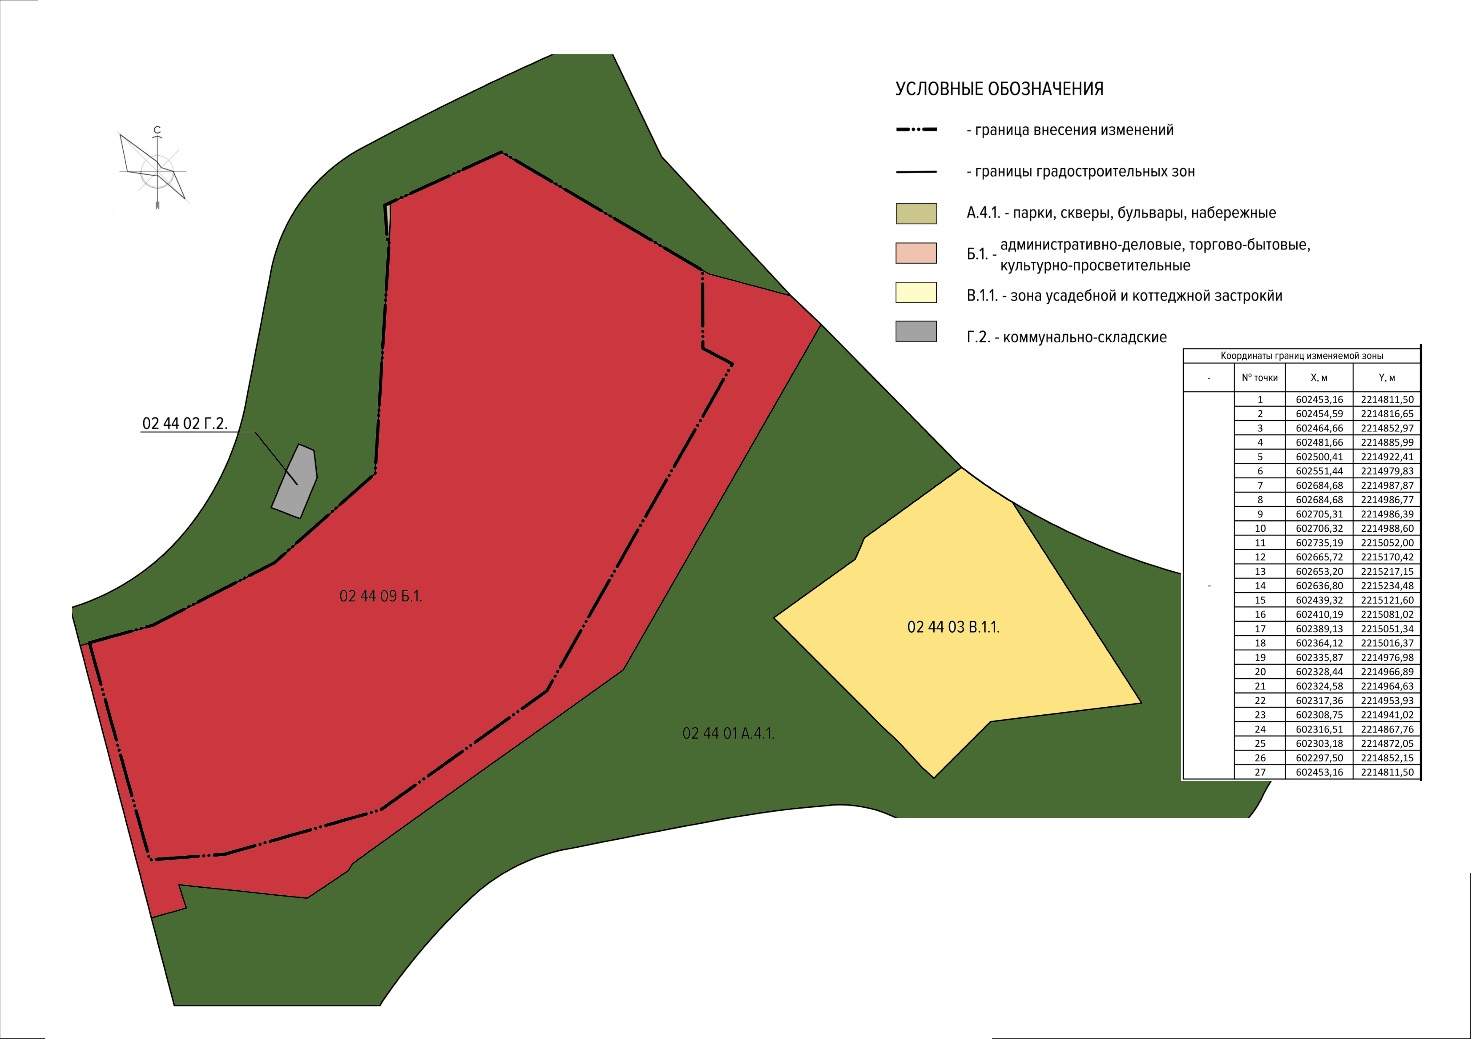 УСЛОВНЫЕ ОБОЗНАЧЕНИЯ
- граница внесения изменений
- границы градостроительных зон
А.4.1. - парки, скверы, бульвары, набережные
Б.1. - административно-деловые, торгово-бытовые,
культурно-просветительные
В.1.1. - зона усадебной и коттеджной застрокйи
Г.2. - коммунально-складские
С
02 44 02 Г.2.
02 44 09 Б.1.
02 44 03 В.1.1.
02 44 01 А.4.1.
Координаты границ изменяемой зоны
- № точки X, м Y, м
1 602453,16 2214811,50
2 602454,59 2214816,65
3 602464,66 2214852,97
4 602481,66 2214885,99
5 602500,41 2214922,41
6 602551,44 2214979,83
7 602684,68 2214987,87
8 602684,68 2214986,77
9 602705,31 2214986,39
10 602706,32 2214988,60
11 602735,19 2215052,00
12 602665,72 2215170,42
13 602653,20 2215217,15
- 14 602636,80 2215234,48
15 602439,32 2215121,60
16 602410,19 2215081,02
17 602389,13 2215051,34
18 602364,12 2215016,37
19 602335,87 2214976,98
20 602328,44 2214966,89
21 602324,58 2214964,63
22 602317,36 2214953,93
23 602308,75 2214941,02
24 602316,51 2214867,76
25 602303,18 2214872,05
26 602297,50 2214852,15
27 602453,16 2214811,50